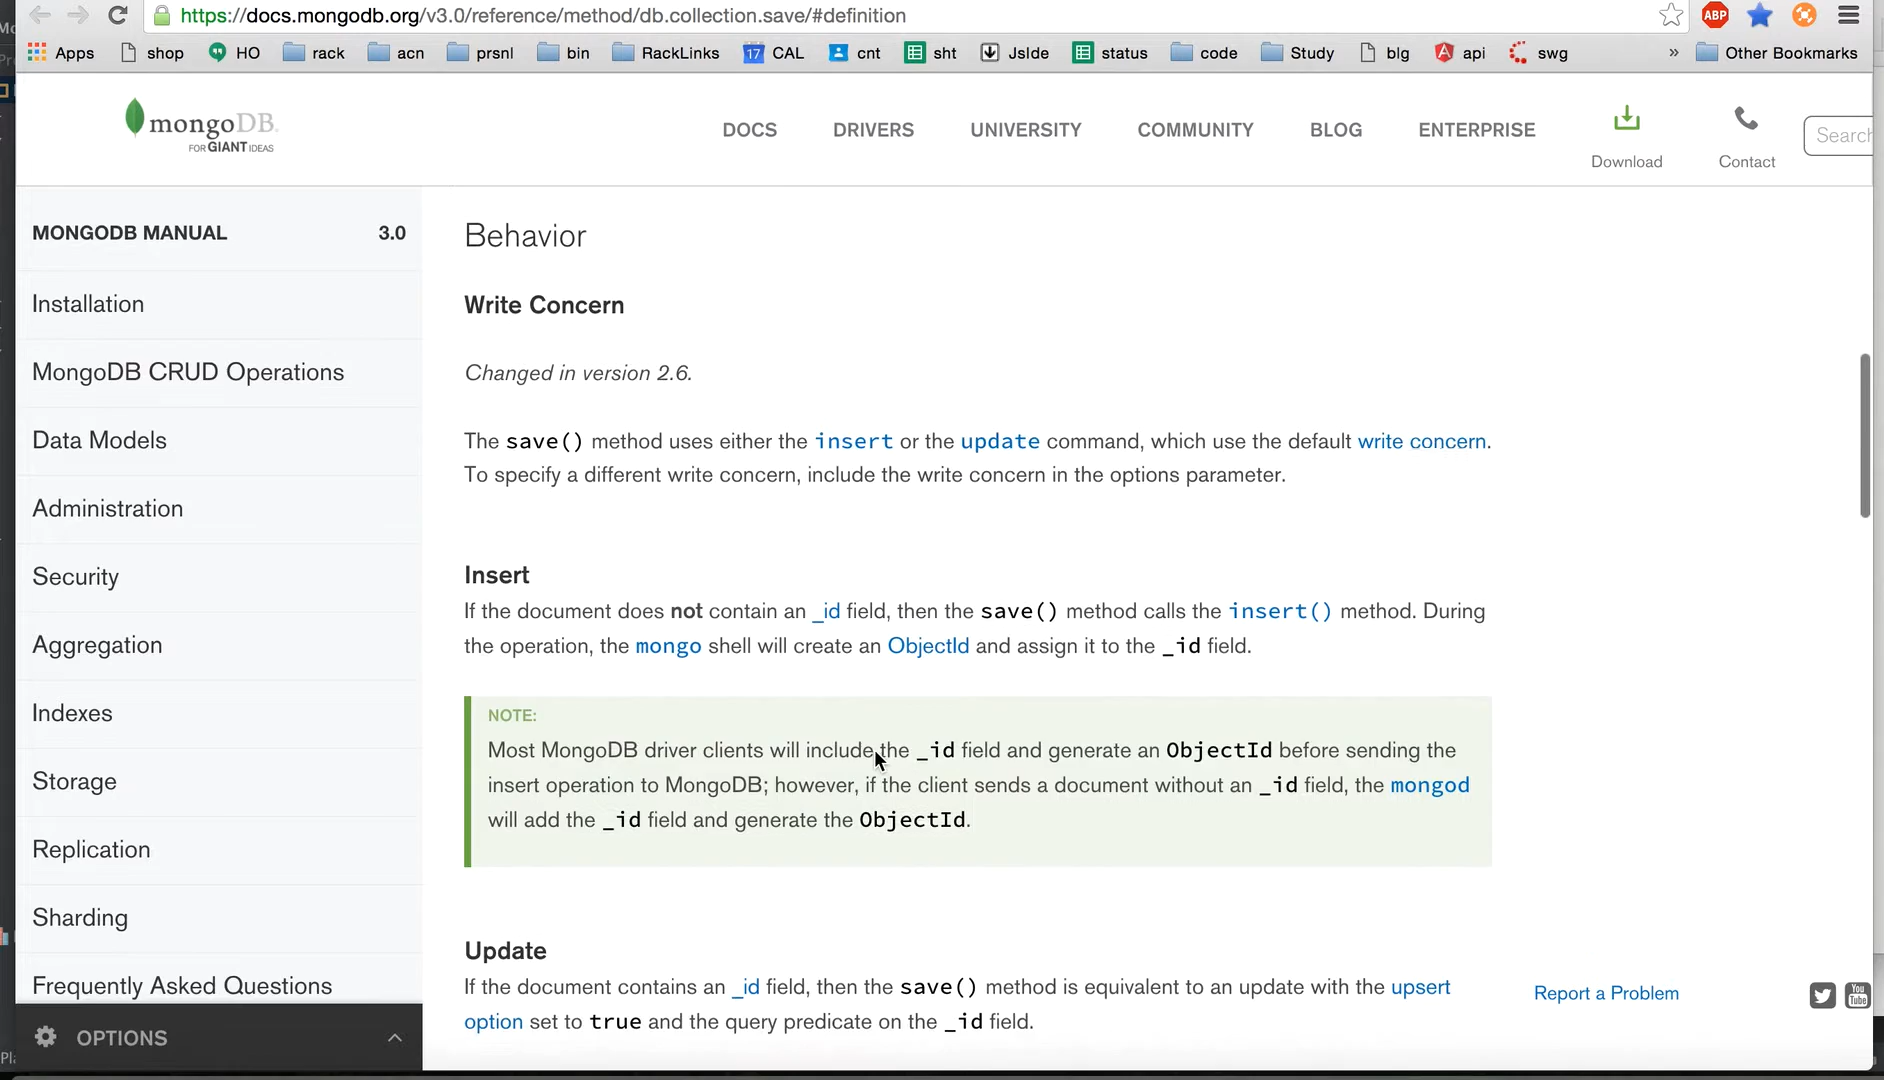 https://docs.mongodb.org/v3.0/reference/method/db.collection.save/#definition
ABP
Apps shop HO rack acn prsnl bin RackLinks 17 CAL cnt sht Jslde status code Study blg api swg » Other Bookmarks
mongoDB.
FOR GIANT IDEAS
DOCS DRIVERS UNIVERSITY COMMUNITY BLOG ENTERPRISE
Download Contact Search
MONGODB MANUAL 3.0
Installation
MongoDB CRUD Operations
Data Models
Administration
Security
Aggregation
Indexes
Storage
Replication
Sharding
Frequently Asked Questions
OPTIONS
Behavior
Write Concern
Changed in version 2.6.
The save() method uses either the insert or the update command, which use the default write concern.
To specify a different write concern, include the write concern in the options parameter.
Insert
If the document does not contain an _id field, then the save() method calls the insert() method. During
the operation, the mongo shell will create an ObjectId and assign it to the _id field.
NOTE:
Most MongoDB driver clients will include the _id field and generate an ObjectId before sending the
insert operation to MongoDB; however, if the client sends a document without an _id field, the mongod
will add the _id field and generate the ObjectId.
Update
If the document contains an _id field, then the save() method is equivalent to an update with the upsert
option set to true and the query predicate on the _id field.
Report a Problem
You
Tube